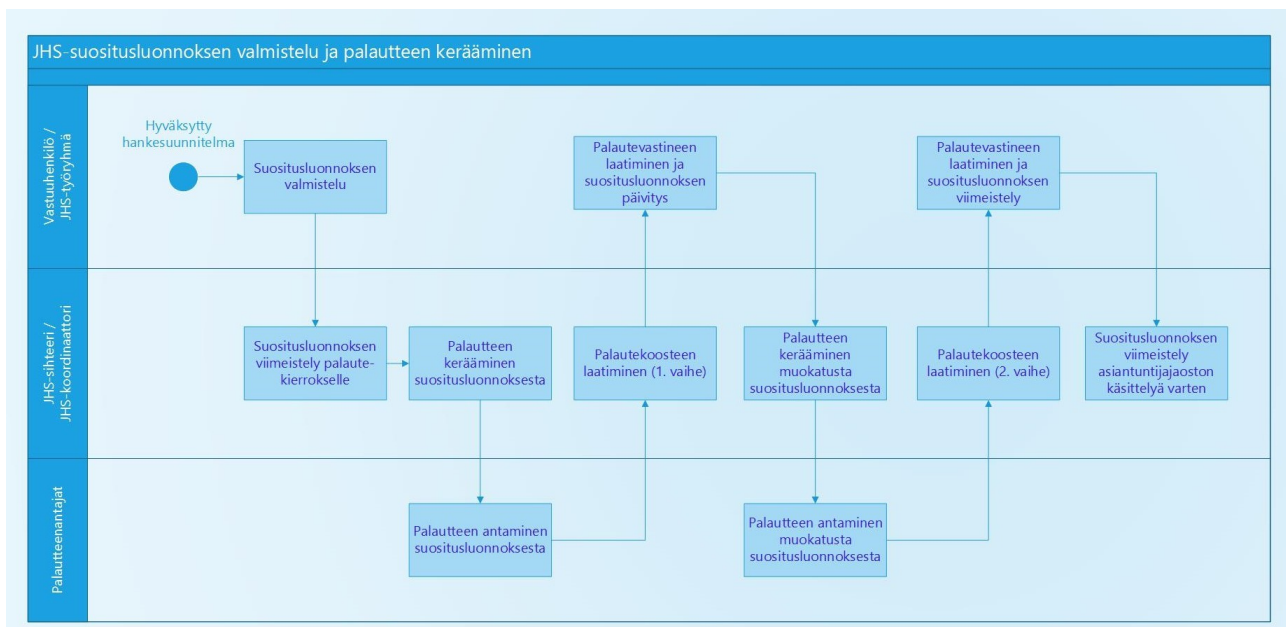 JHS-suositusluonnoksen valmistelu ja palautteen kerääminen
Vastuuhenkilö /
JHS-työryhmä
Hyväksytty
hankesuunnitelma
Suositusluonnoksen
valmistelu
Palautevastineen
laatiminen ja
suositusluonnoksen
päivitys
Palautevastineen
laatiminen ja
suositusluonnoksen
viimeistely
JHS-sihteeri /
JHS-koordinaattori
Suositusluonnoksen
viimeistely palaute-
kierrokselle
Palautteen
kerääminen
suositusluonnoksesta
Palautekoosteen
laatiminen (1. vaihe)
Palautteen
kerääminen
muokatusta
suositusluonnoksesta
Palautekoosteen
laatiminen (2. vaihe)
Suositusluonnoksen
viimeistely
asiantuntijajaoston
käsittelyä varten
Palautteenantajat
Palautteen antaminen
suositusluonnoksesta
Palautteen antaminen
muokatusta
suositusluonnoksesta